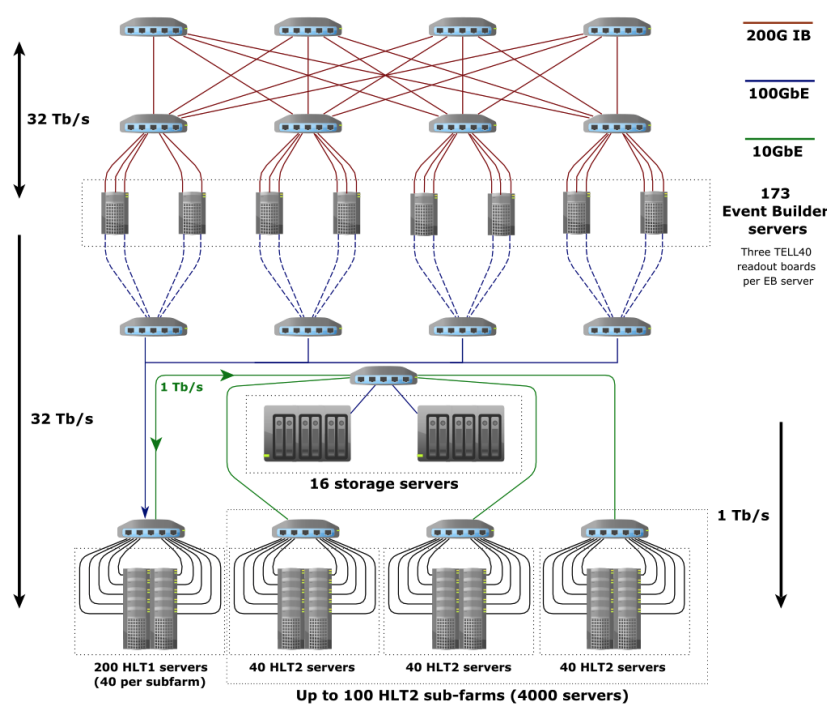 200G IB
32 Tb/s
100GbE
10GbE
173
Event Builder
servers
Three TELL40
readout boards
per EB server
1 Tb/s
32 Tb/s
16 storage servers
1 Tb/s
200 HLT1 servers
(40 per subfarm)
40 HLT2 servers
40 HLT2 servers
40 HLT2 servers
Up to 100 HLT2 sub-farms (4000 servers)